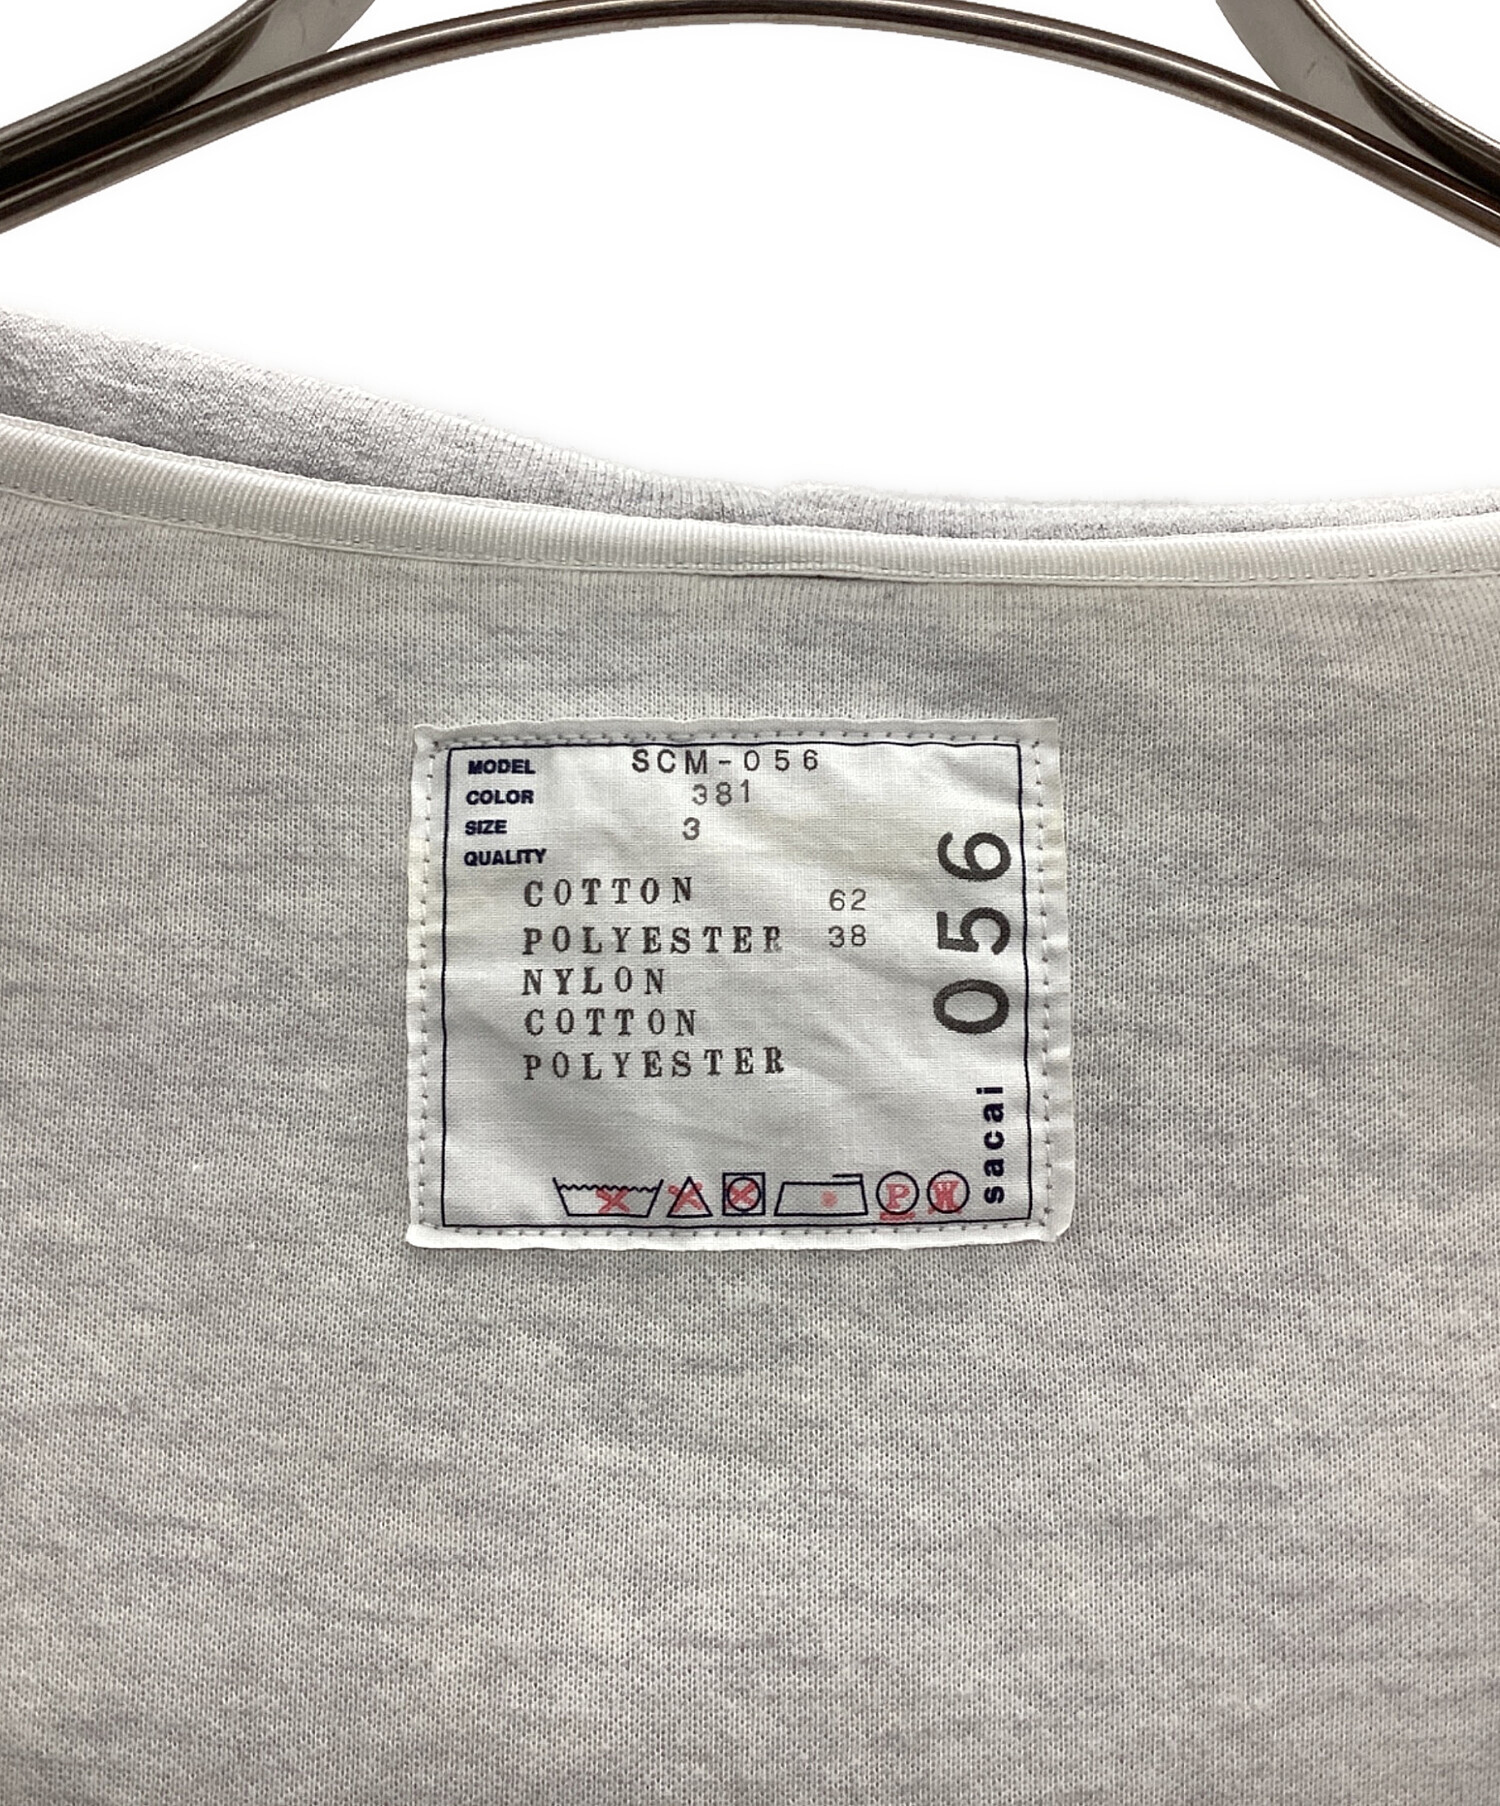 MODEL SCM-056
COLOR 381
SIZE 3
QUALITY
COTTON 62
POLYESTER 38
NYLON
COTTON
POLYESTER
P W
sacai 056